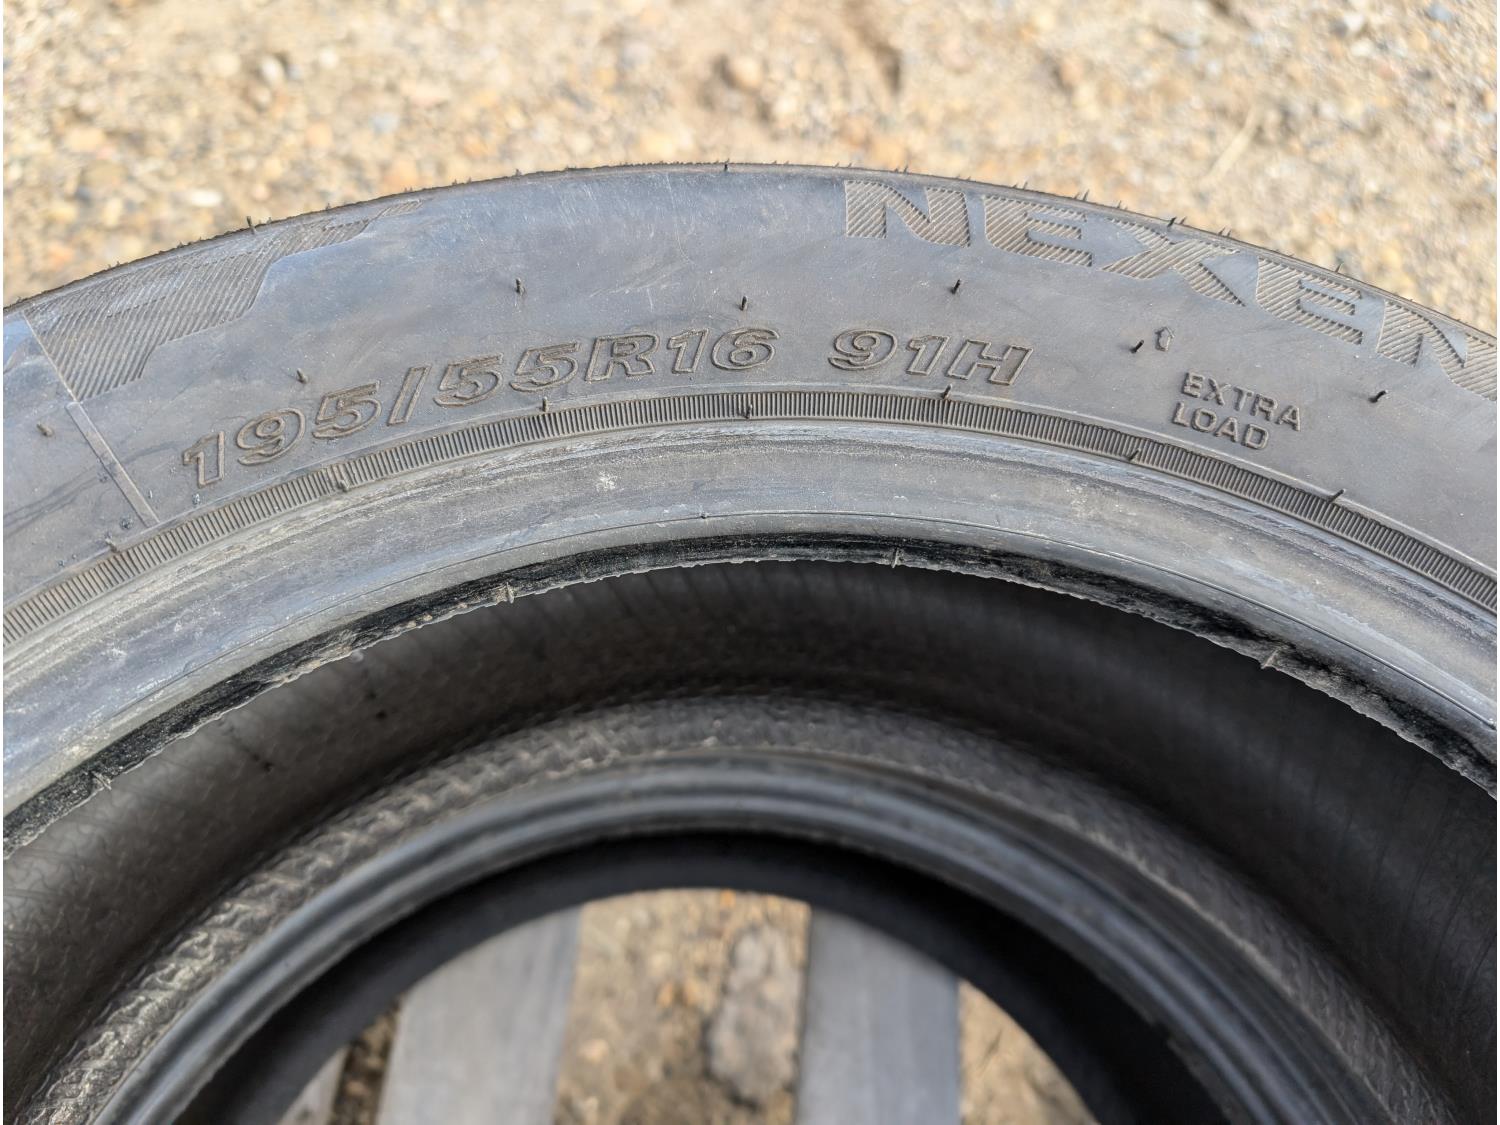 NEXEN
195/55R16 91H
EXTRA
LOAD